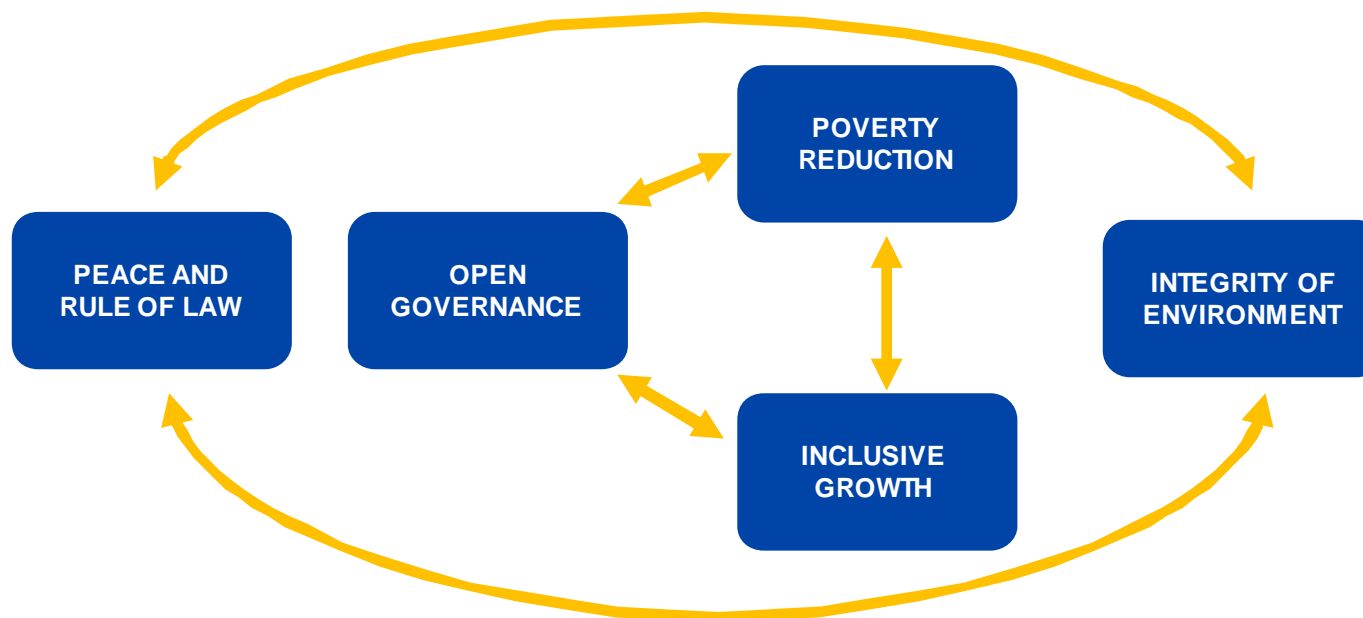 POVERTY
REDUCTION
PEACE AND
RULE OF LAW
OPEN
GOVERNANCE
INTEGRITY OF
ENVIRONMENT
INCLUSIVE
GROWTH